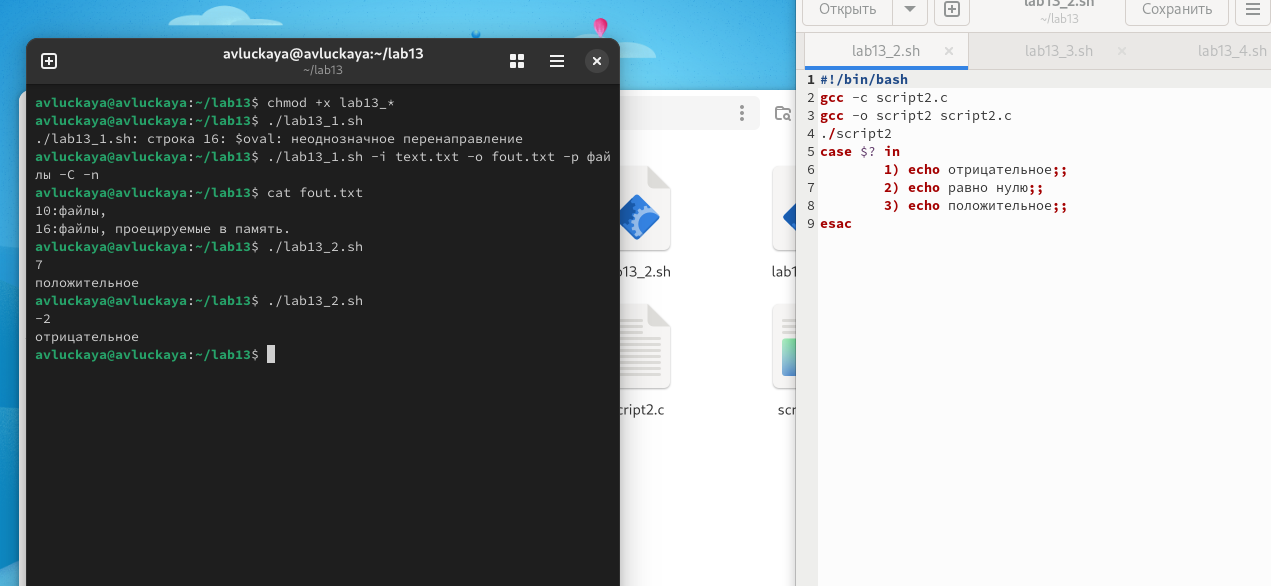 avluckaya@avluckaya:~/lab13
~/lab13
avluckaya@avluckaya:~/lab13$ chmod +x lab13_*
avluckaya@avluckaya:~/lab13$ ./lab13_1.sh
./lab13_1.sh: строка 16: $oval: неоднозначное перенаправление
avluckaya@avluckaya:~/lab13$ ./lab13_1.sh -i text.txt -o fout.txt -p фай
лы -C -n
avluckaya@avluckaya:~/lab13$ cat fout.txt
10:файлы,
16:файлы, проецируемые в память.
avluckaya@avluckaya:~/lab13$ ./lab13_2.sh
7
положительное
avluckaya@avluckaya:~/lab13$ ./lab13_2.sh
-2
отрицательное
avluckaya@avluckaya:~/lab13$
b13_2.sh
lab1
cript2.c
scr
Открыть
lab13_2.sh
~/lab13
Сохранить
lab13_2.sh
lab13_3.sh
lab13_4.sh
1 #!/bin/bash
2 gcc -c script2.c
3 gcc -o script2 script2.c
4 ./script2
5 case $? in
6 1) echo отрицательное;;
7 2) echo равно нулю;;
8 3) echo положительное;;
9 esac